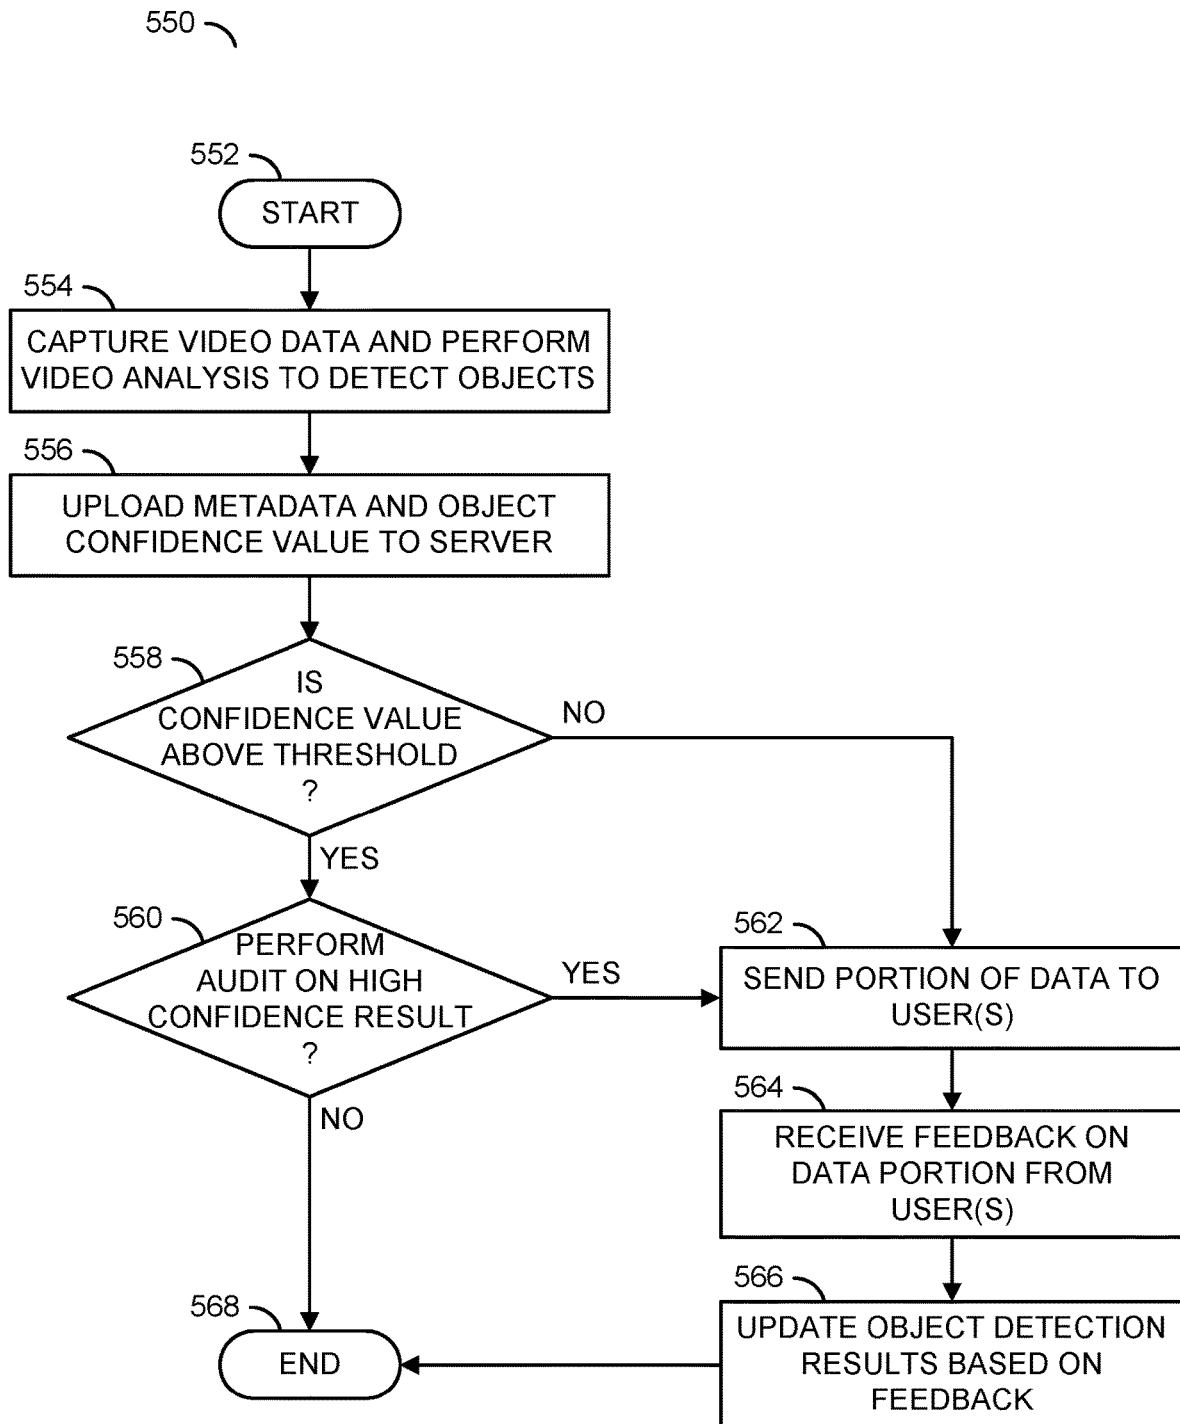 550
552
START
554
CAPTURE VIDEO DATA AND PERFORM
VIDEO ANALYSIS TO DETECT OBJECTS
556
UPLOAD METADATA AND OBJECT
CONFIDENCE VALUE TO SERVER
558
IS
CONFIDENCE VALUE
ABOVE THRESHOLD
?
NO
YES
560
PERFORM
AUDIT ON HIGH
CONFIDENCE RESULT
?
YES
NO
562
SEND PORTION OF DATA TO
USER(S)
564
RECEIVE FEEDBACK ON
DATA PORTION FROM
USER(S)
566
UPDATE OBJECT DETECTION
RESULTS BASED ON
FEEDBACK
568
END